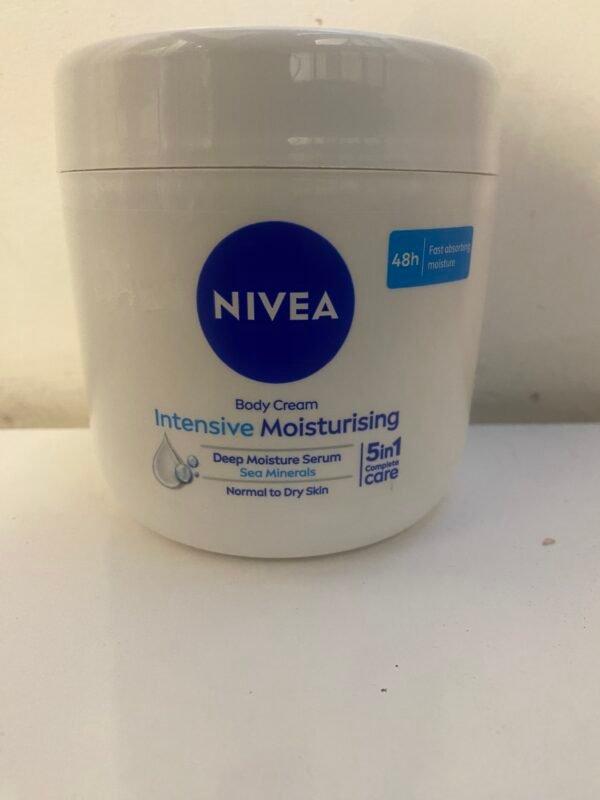 NIVEA
48h
Fast absorbing
moisture
Body Cream
Intensive Moisturising
Deep Moisture Serum
Sea Minerals
Normal to Dry Skin
5in1
Complete
care